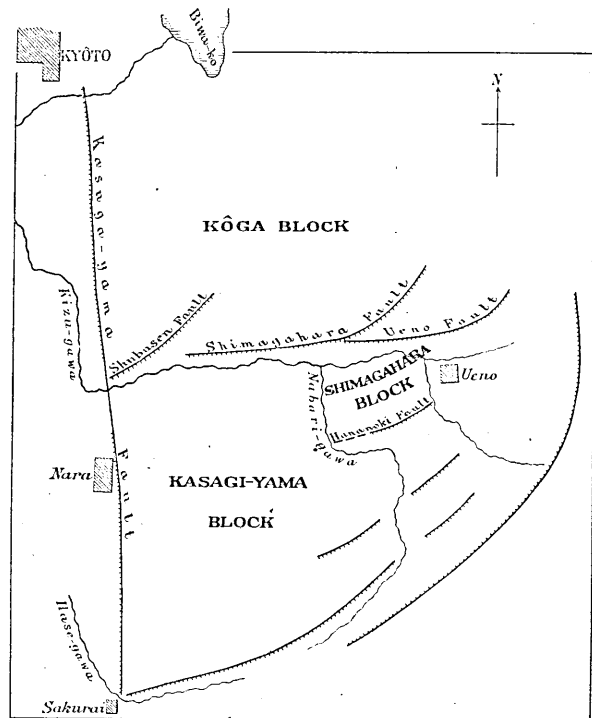 Biwa-ko
KYÔTO
N
Kasuga-yama
KÔGA BLOCK
Kizu-gawa
Shubusen Fault
Shimagahara Fault
Ueno Fault
Nabari-gawa
SHIMAGAHARA
BLOCK
Ueno
Hananoki Fault
Nara
Fault
KASAGI-YAMA
BLOCK
Hase-gawa
Sakurai